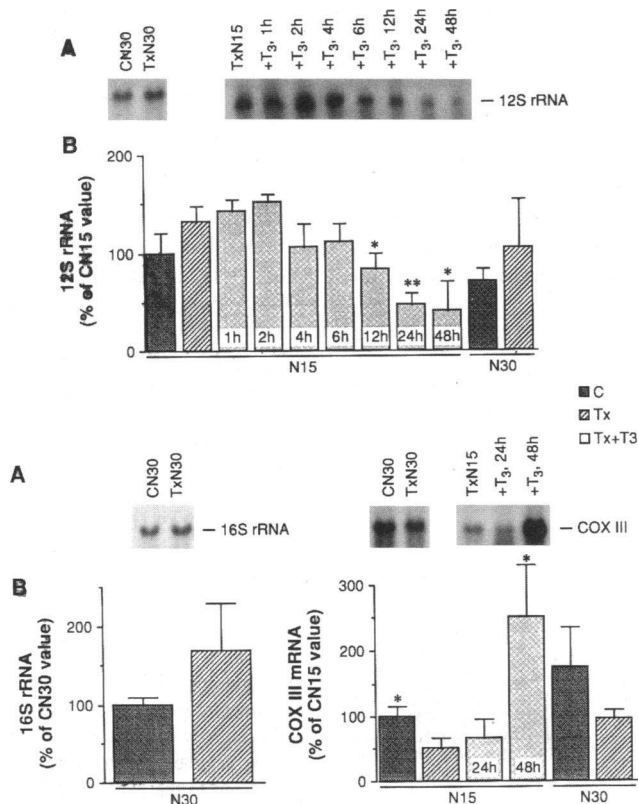 A
CN30
TxN30
TxN15
+T3, 1h
+T3, 2h
+T3, 4h
+T3, 6h
+T3, 12h
+T3, 24h
+T3, 48h
12S rRNA
B
12S rRNA
(% of CN15 value)
200
100
0
*
**
*
1h
2h
4h
6h
12h
24h
48h
N15
N30
C
Tx
Tx+T3
A
CN30
TxN30
16S rRNA
CN30
TxN30
TxN15
+T3, 24h
+T3, 48h
COX III
B
16S rRNA
(% of CN30 value)
200
100
0
N30
COX III mRNA
(% of CN15 value)
300
200
100
0
*
*
24h
48h
N15
N30